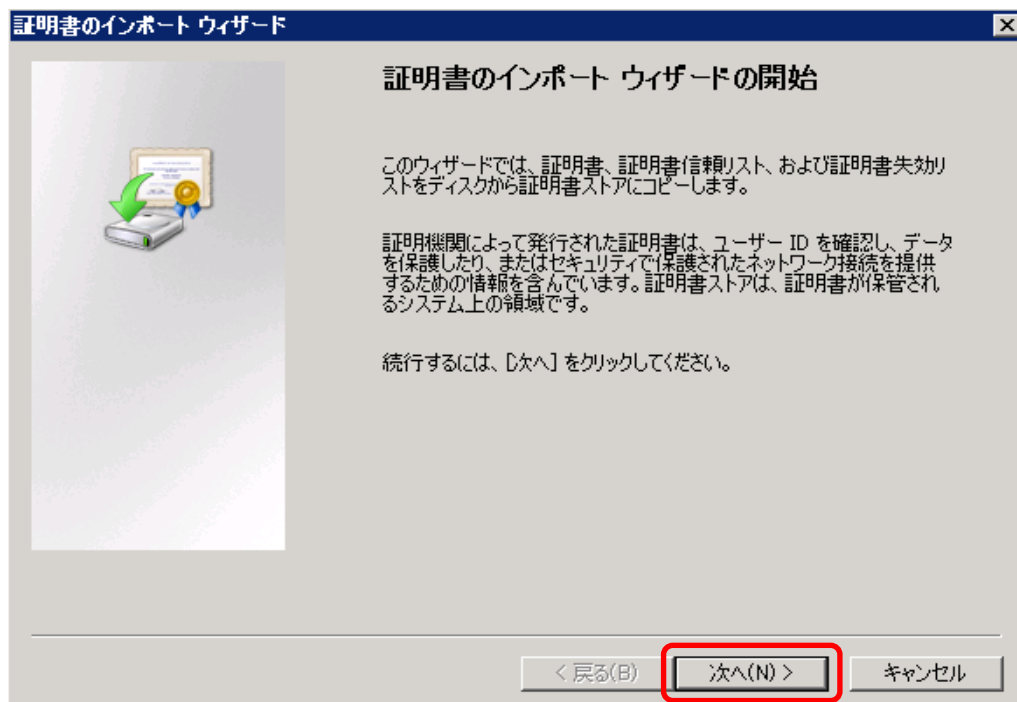 証明書のインポート ウィザード
証明書のインポート ウィザードの開始
このウィザードでは、証明書、証明書信頼リスト、および証明書失効リ
ストをディスクから証明書ストアにコピーします。
証明機関によって発行された証明書は、ユーザー ID を確認し、データ
を保護したり、またはセキュリティで保護されたネットワーク接続を提供
するための情報を含んでいます。証明書ストアは、証明書が保管され
るシステム上の領域です。
続行するには、[次へ] をクリックしてください。
< 戻る(B) 次へ(N) > キャンセル